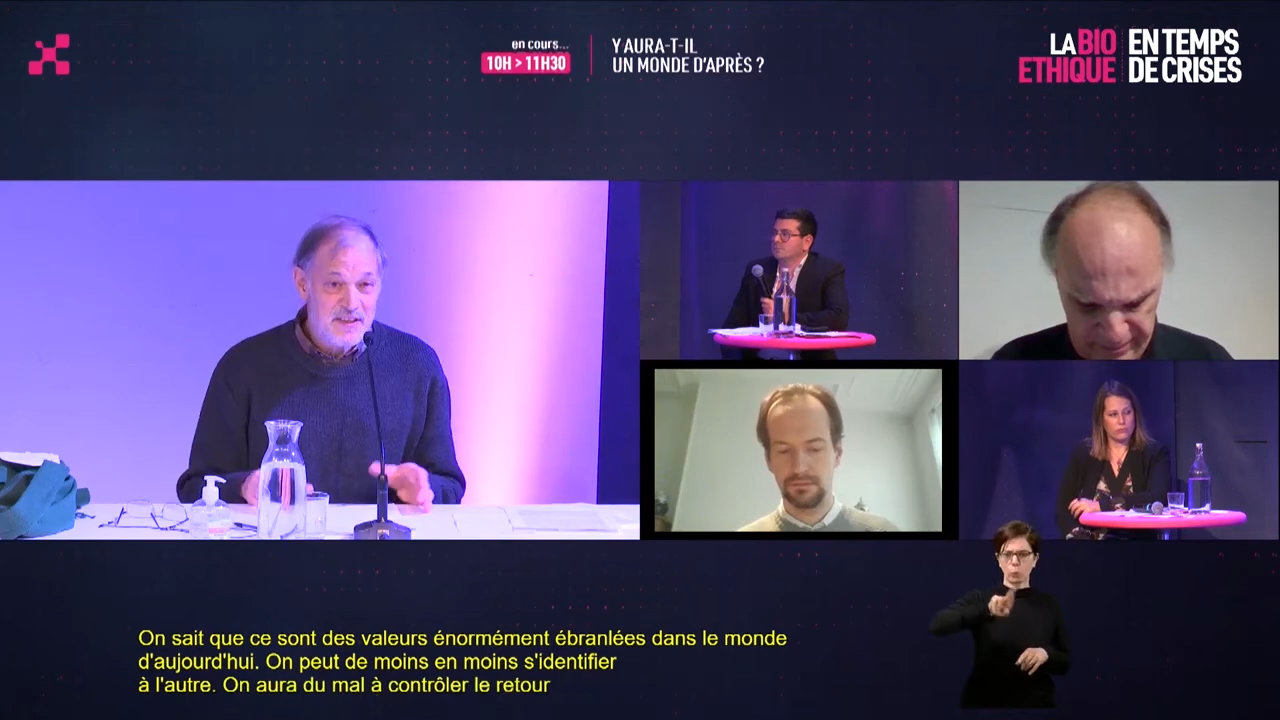 en cours...
10H > 11H30
Y AURA-T-IL
UN MONDE D'APRÈS ?
LA BIO
ETHIQUE
EN TEMPS
DE CRISES
On sait que ce sont des valeurs énormément ébranlées dans le monde
d'aujourd'hui. On peut de moins en moins s'identifier
à l'autre. On aura du mal à contrôler le retour